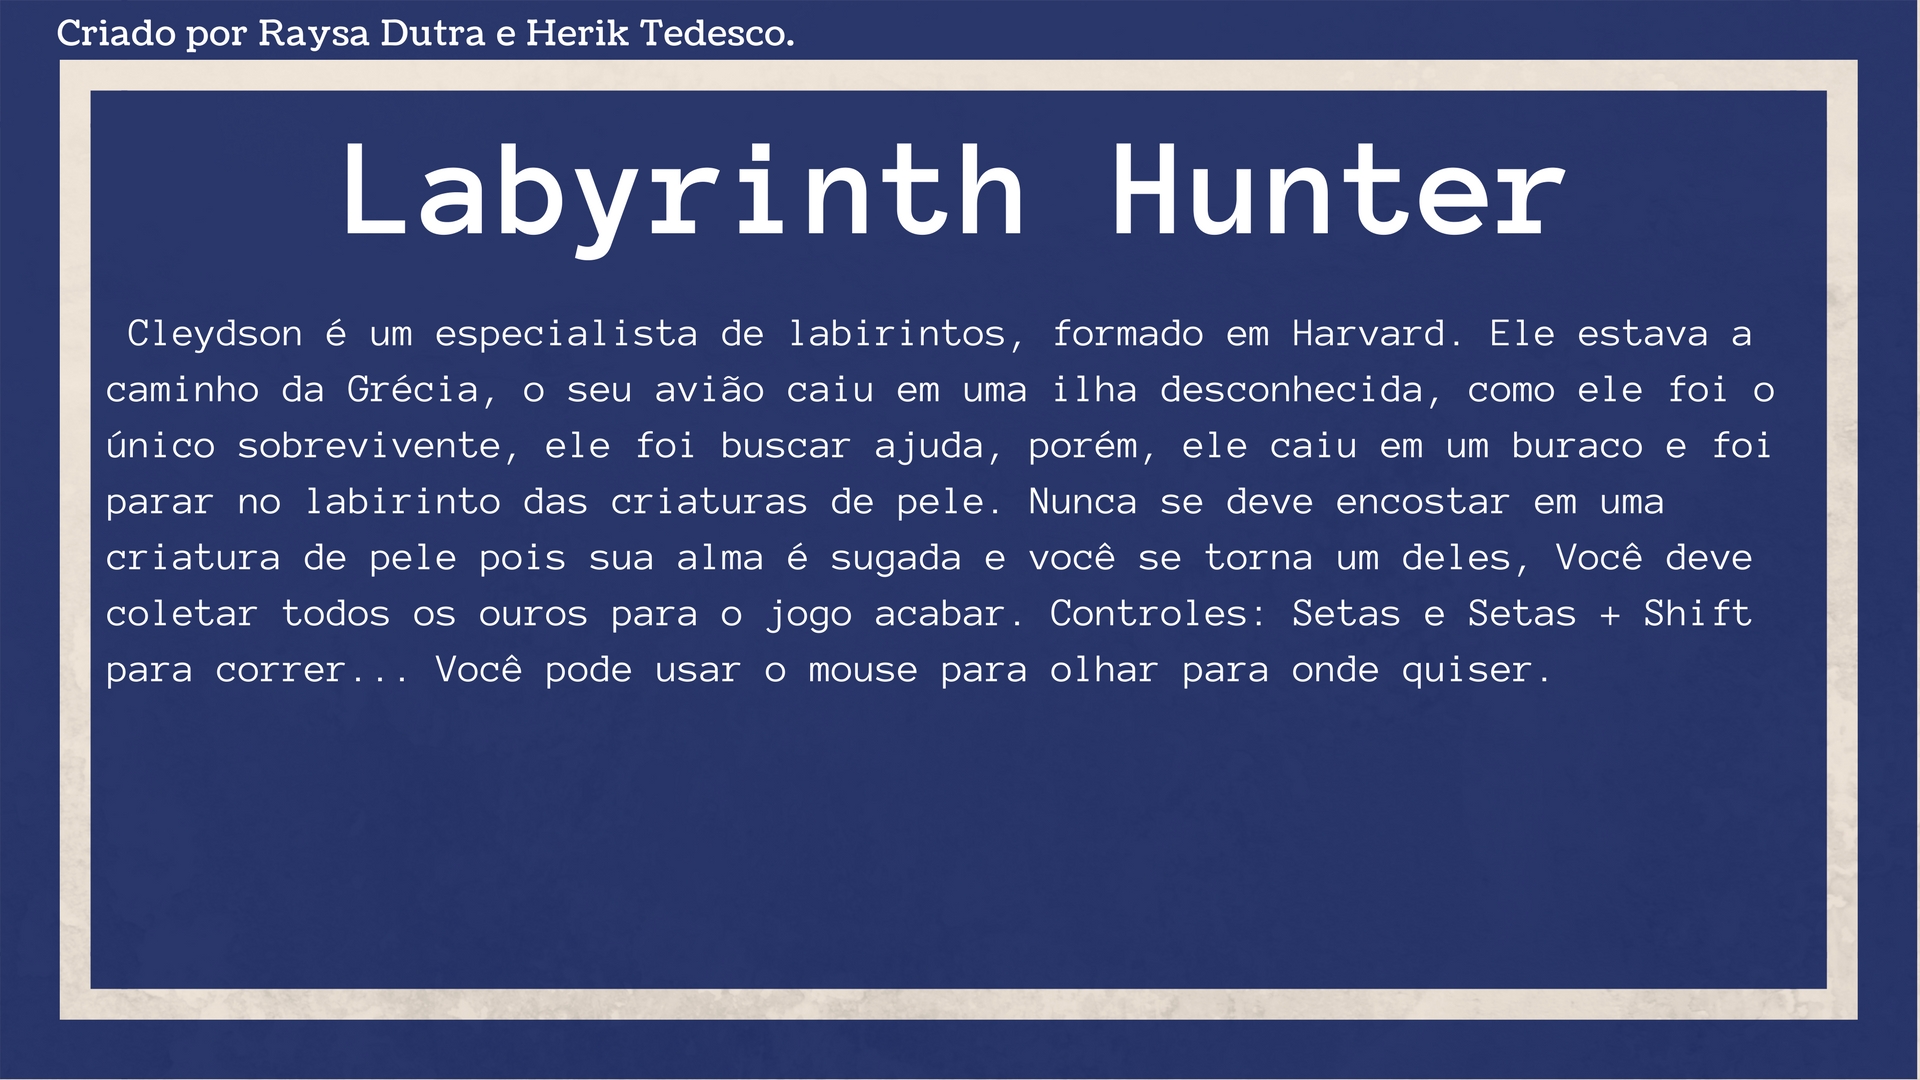 Criado por Raysa Dutra e Herik Tedesco.
Labyrinth Hunter
Cleydson é um especialista de labirintos, formado em Harvard. Ele estava a
caminho da Grécia, o seu avião caiu em uma ilha desconhecida, como ele foi o
único sobrevivente, ele foi buscar ajuda, porém, ele caiu em um buraco e foi
parar no labirinto das criaturas de pele. Nunca se deve encostar em uma
criatura de pele pois sua alma é sugada e você se torna um deles, Você deve
coletar todos os ouros para o jogo acabar. Controles: Setas e Setas + Shift
para correr... Você pode usar o mouse para olhar para onde quiser.